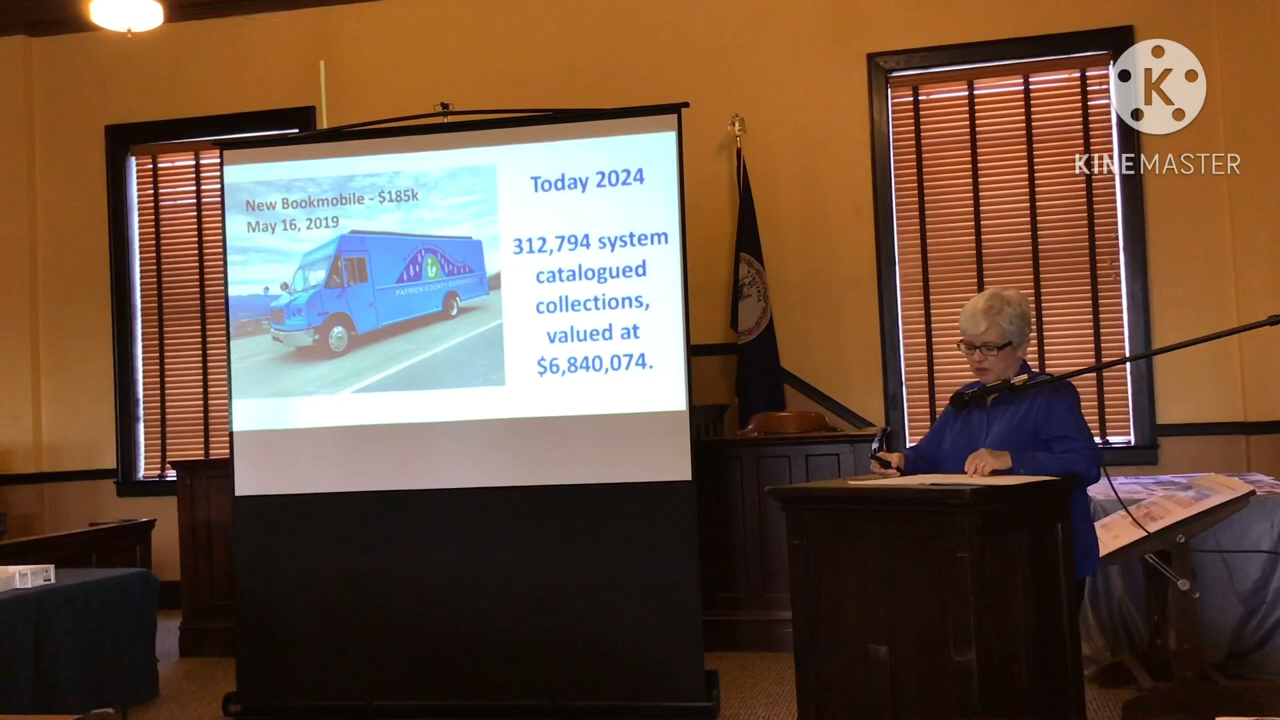 New Bookmobile - $185k
May 16, 2019
PATRICK COUNTY
Today 2024
312,794 system
catalogued
collections,
valued at
$6,840,074.
K
KINEMASTER